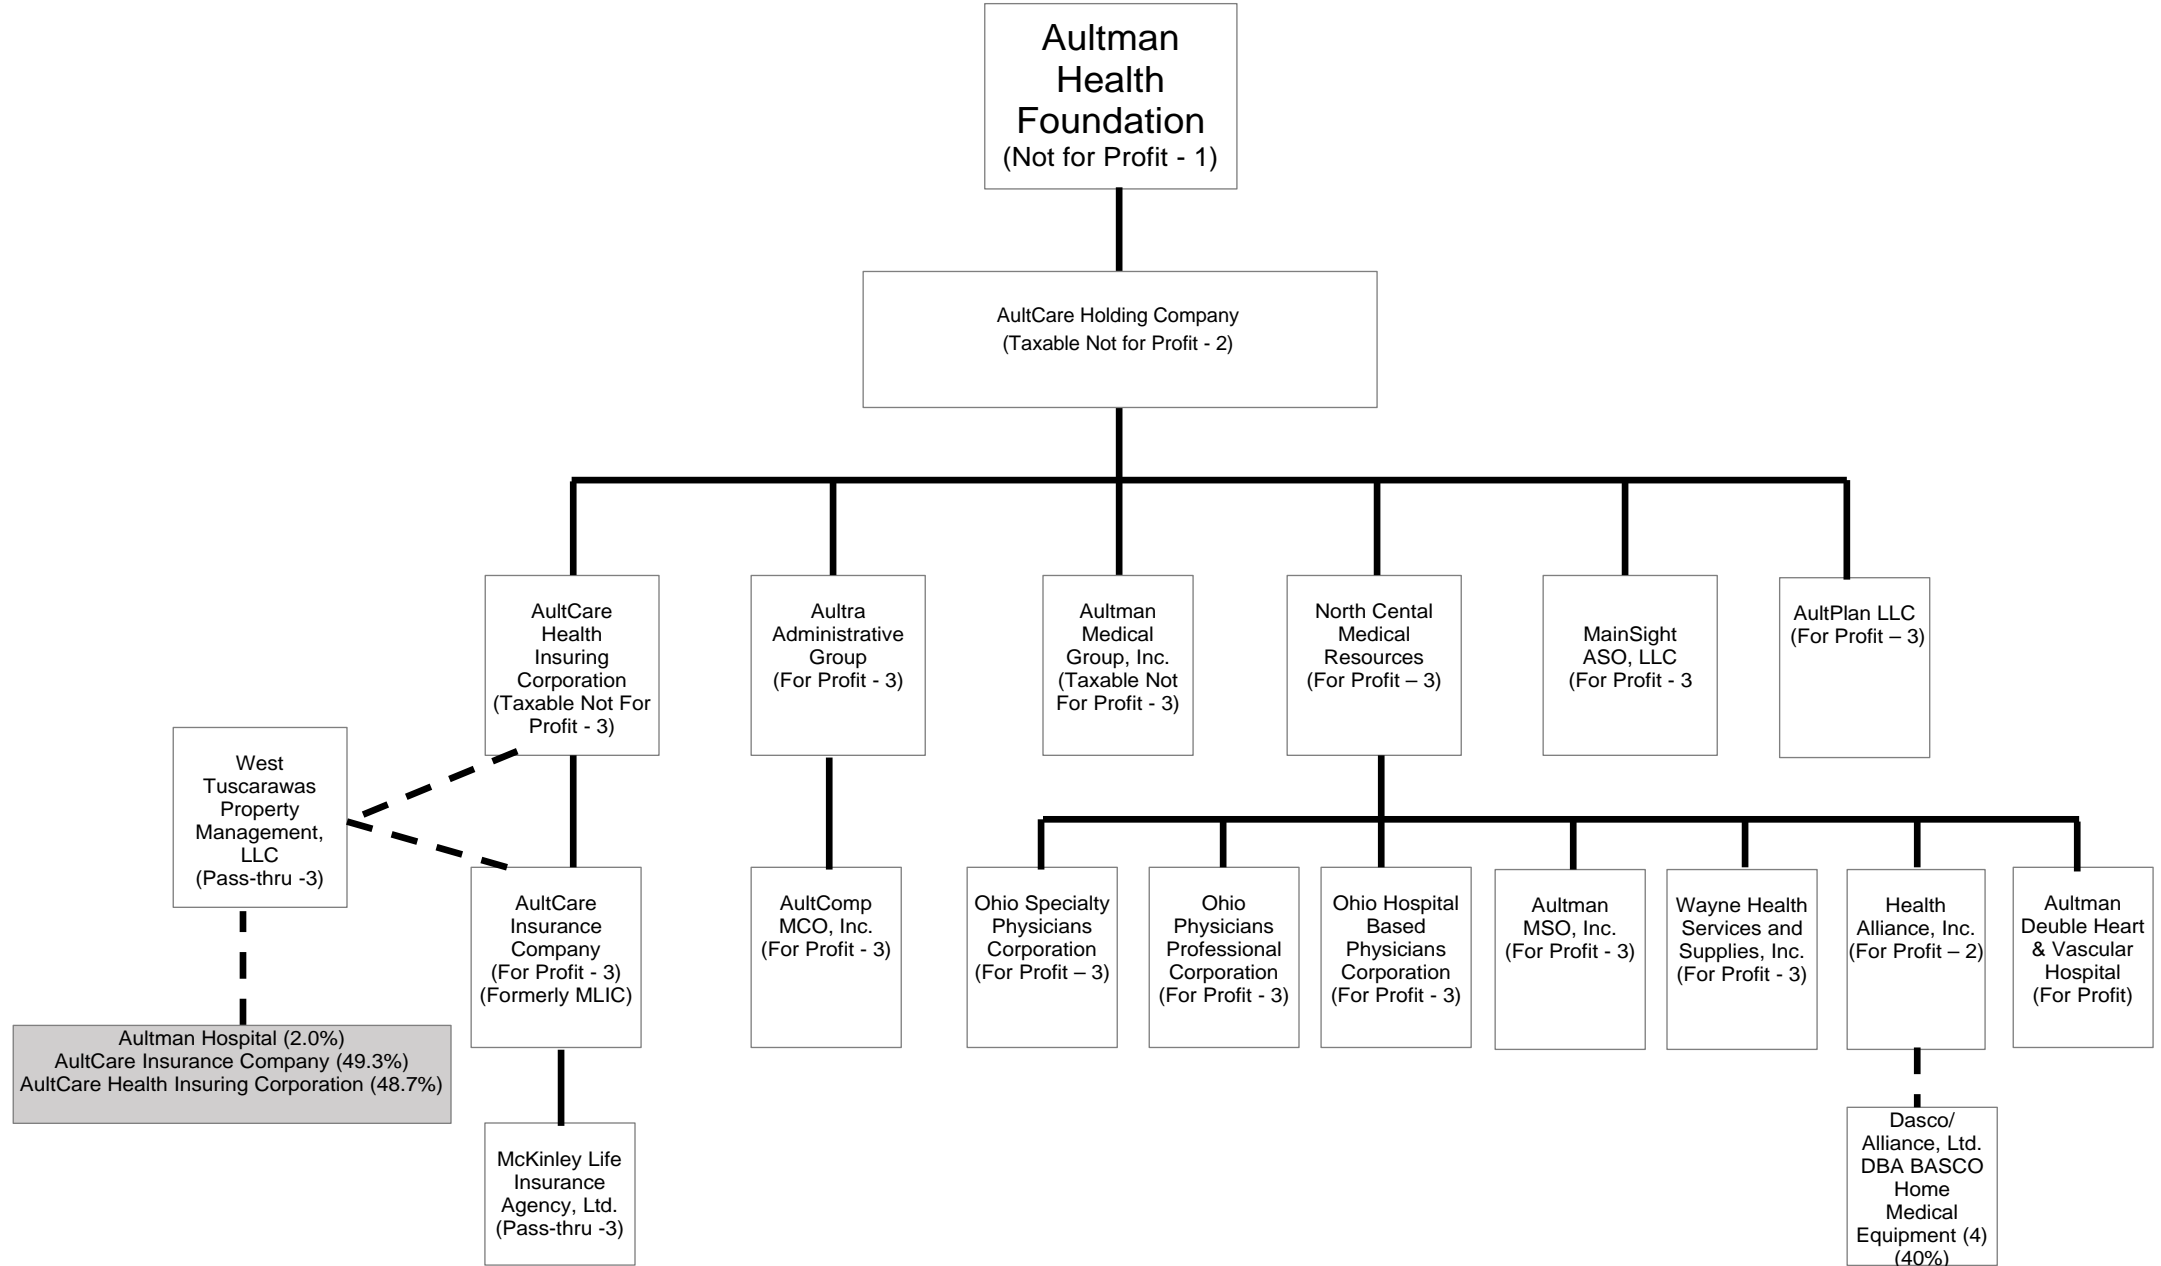 Aultman
Health
Foundation
(Not for Profit - 1)
AultCare Holding Company
(Taxable Not for Profit - 2)
AultCare
Health
Insuring
Corporation
(Taxable Not For
Profit - 3)
Aultra
Administrative
Group
(For Profit - 3)
Aultman
Medical
Group, Inc.
(Taxable Not
For Profit - 3)
North Cental
Medical
Resources
(For Profit – 3)
MainSight
ASO, LLC
(For Profit - 3
AultPlan LLC
(For Profit – 3)
West
Tuscarawas
Property
Management,
LLC
(Pass-thru -3)
AultCare
Insurance
Company
(For Profit - 3)
(Formerly MLIC)
AultComp
MCO, Inc.
(For Profit - 3)
Ohio Specialty
Physicians
Corporation
(For Profit – 3)
Ohio
Physicians
Professional
Corporation
(For Profit - 3)
Ohio Hospital
Based
Physicians
Corporation
(For Profit - 3)
Aultman
MSO, Inc.
(For Profit - 3)
Wayne Health
Services and
Supplies, Inc.
(For Profit - 3)
Health
Alliance, Inc.
(For Profit – 2)
Aultman
Deuble Heart
& Vascular
Hospital
(For Profit)
Aultman Hospital (2.0%)
AultCare Insurance Company (49.3%)
AultCare Health Insuring Corporation (48.7%)
McKinley Life
Insurance
Agency, Ltd.
(Pass-thru -3)
Dasco/
Alliance, Ltd.
DBA BASCO
Home
Medical
Equipment (4)
(40%)